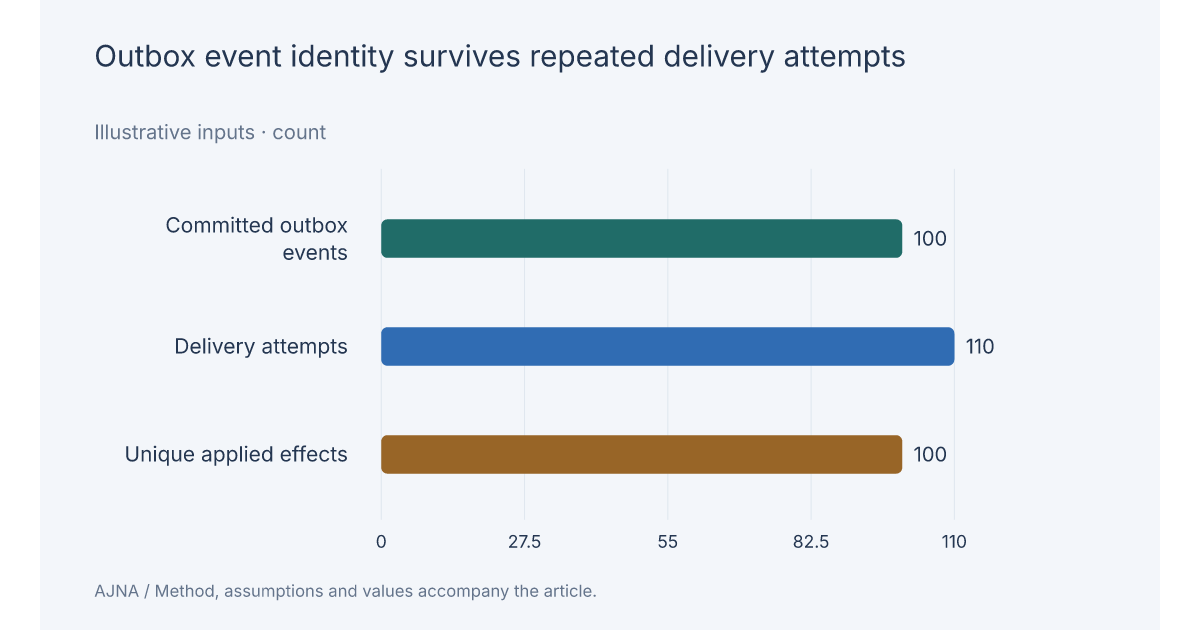 Outbox event identity survives repeated delivery attempts
Illustrative inputs · count
Committed outbox
events
100
Delivery attempts
110
Unique applied effects
100
0
27.5
55
82.5
110
AJNA / Method, assumptions and values accompany the article.